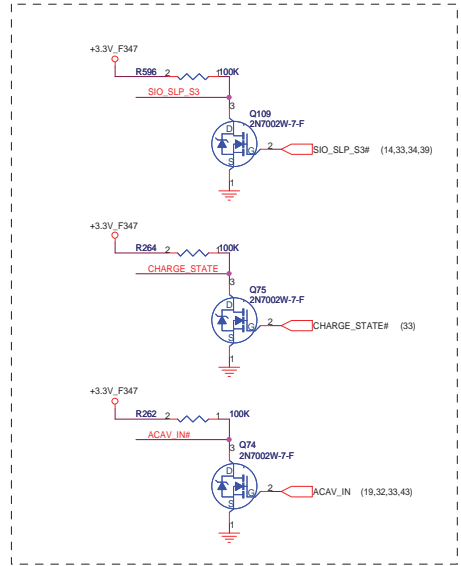 +3.3V_F347
R596 2 1 100K
SIO_SLP_S3
3
Q109
2N7002W-7-F
D
G 2 SIO_SLP_S3# (14,33,34,39)
S
1
+3.3V_F347
R264 2 1 100K
CHARGE_STATE
3
Q75
2N7002W-7-F
D
G 2 CHARGE_STATE# (33)
S
1
+3.3V_F347
R262 2 1 100K
ACAV_IN#
3
Q74
2N7002W-7-F
D
G 2 ACAV_IN (19,32,33,43)
S
1